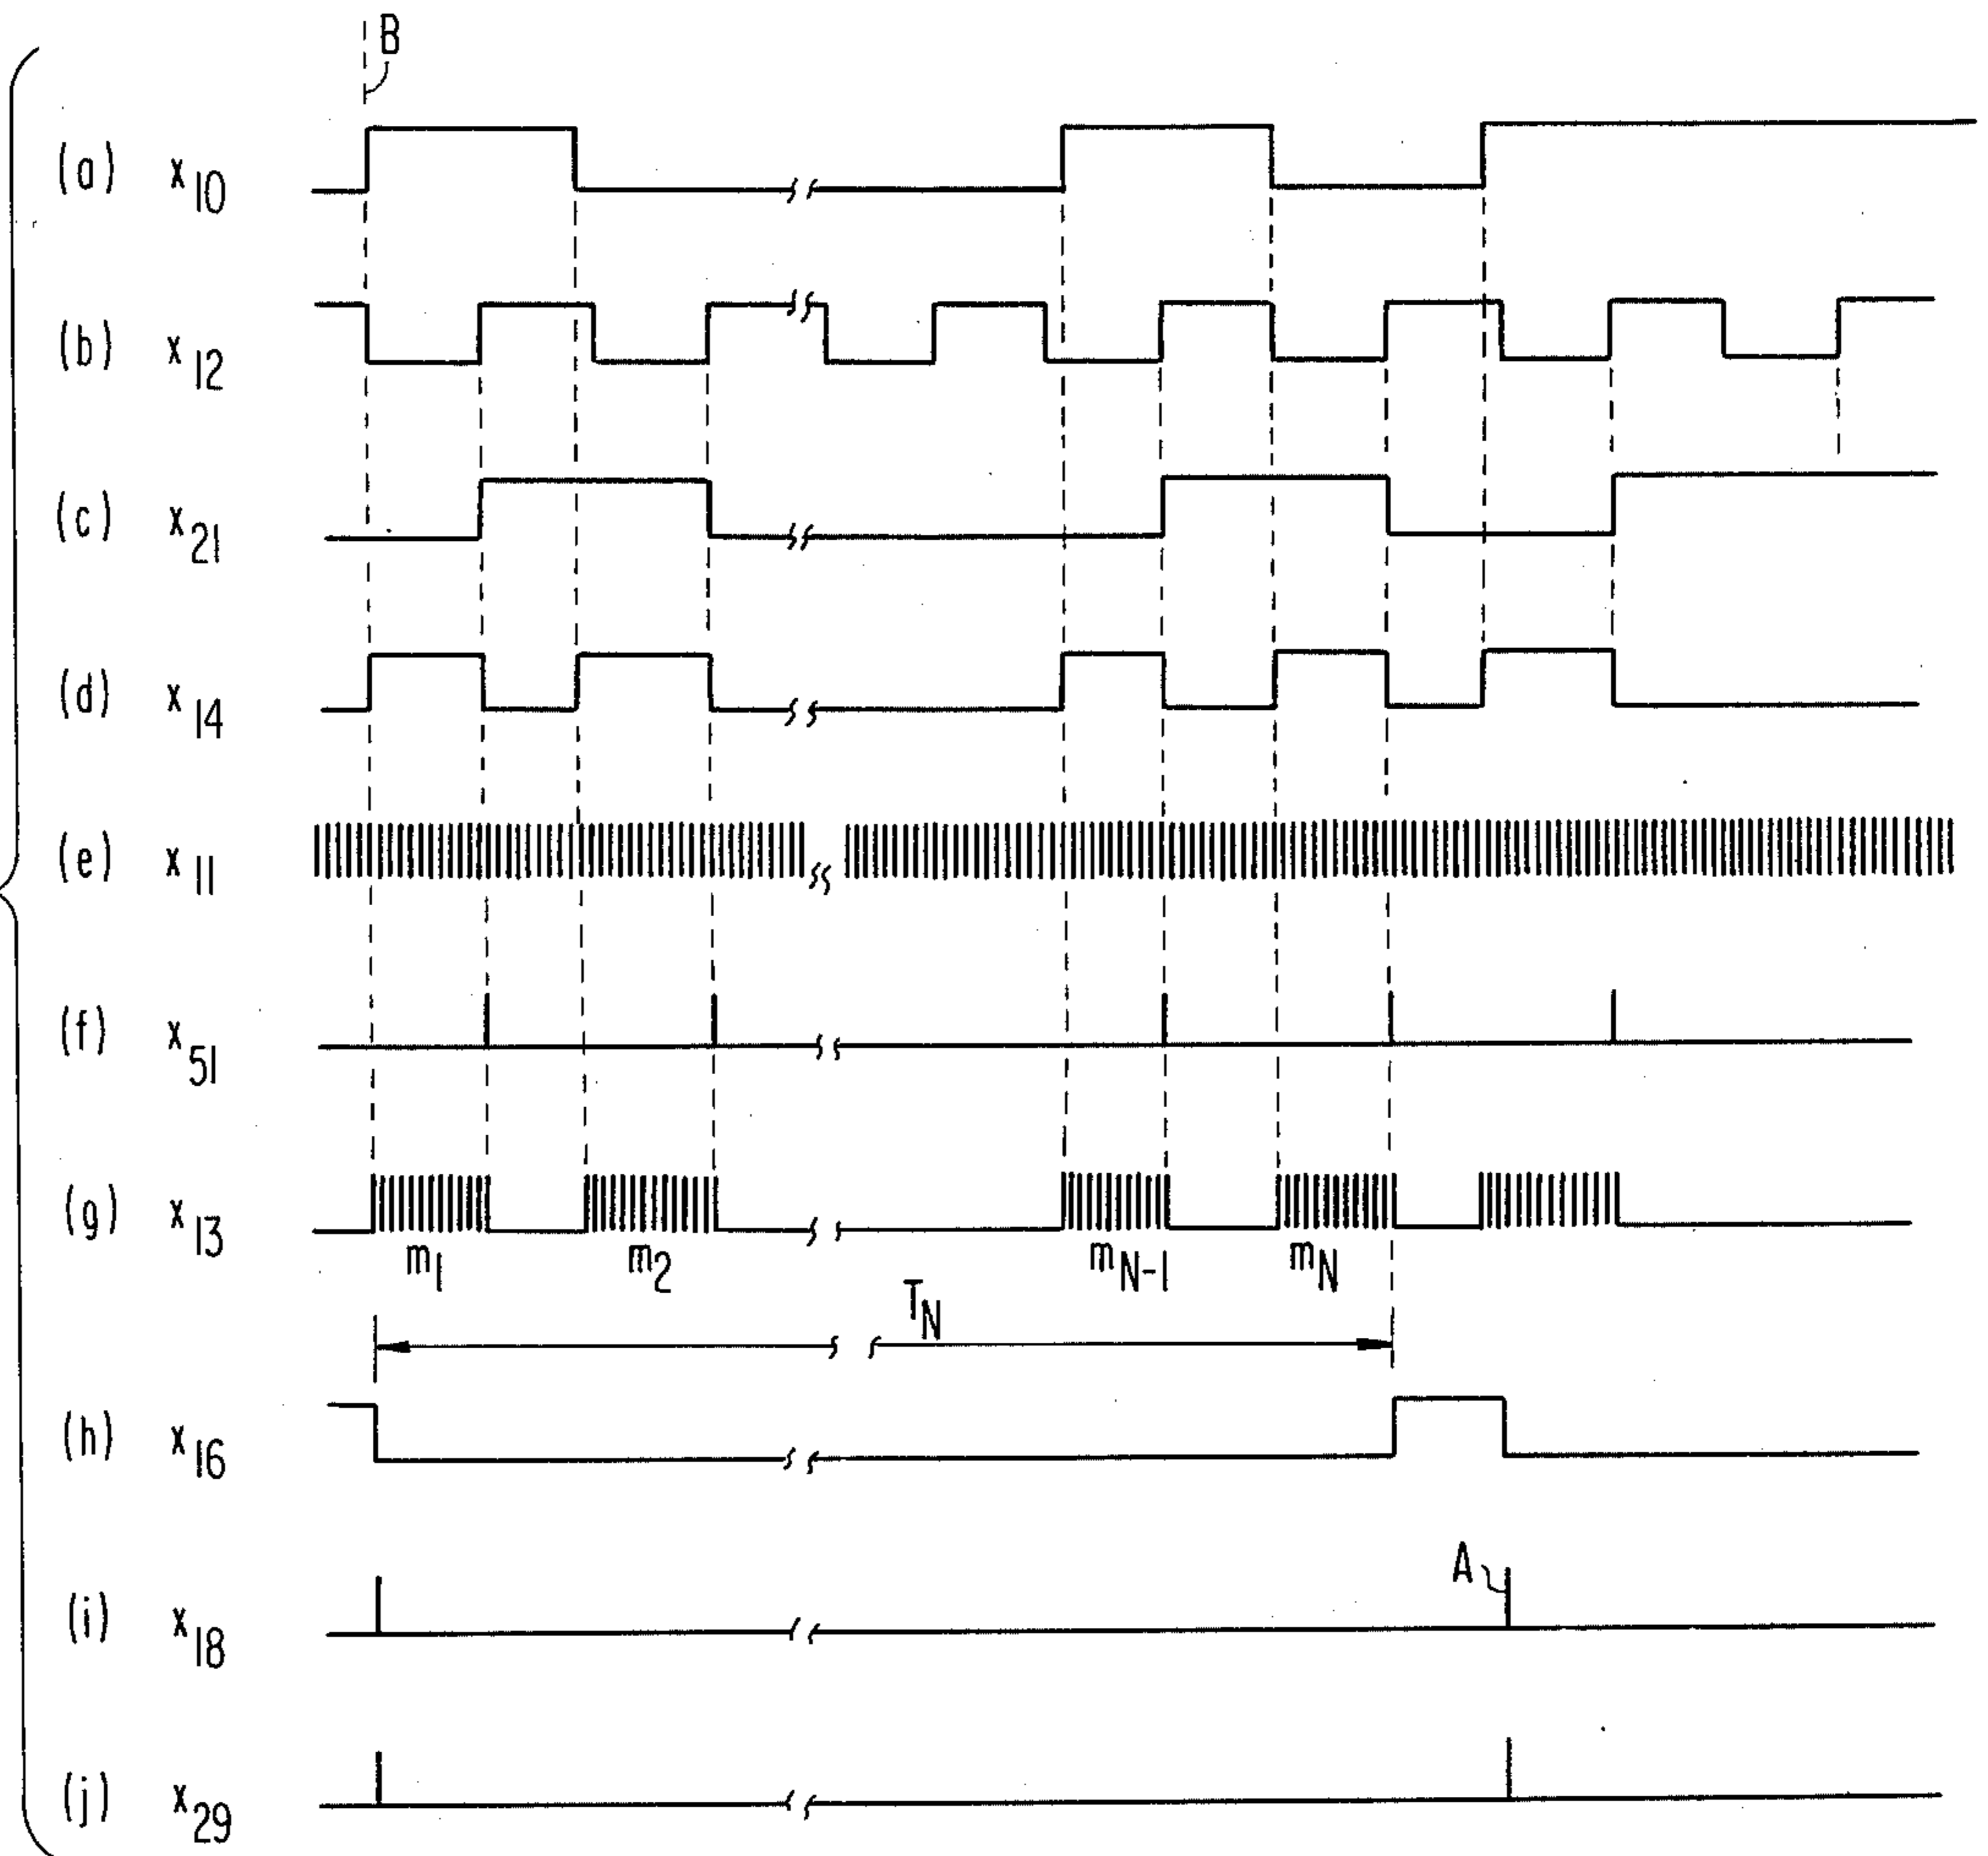 B
(a) x10
(b) x12
(c) x21
(d) x14
(e) x11
(f) x51
(g) x13
m1 m2 mN-1 mN
TN
(h) x16
A
(i) x18
(j) x29